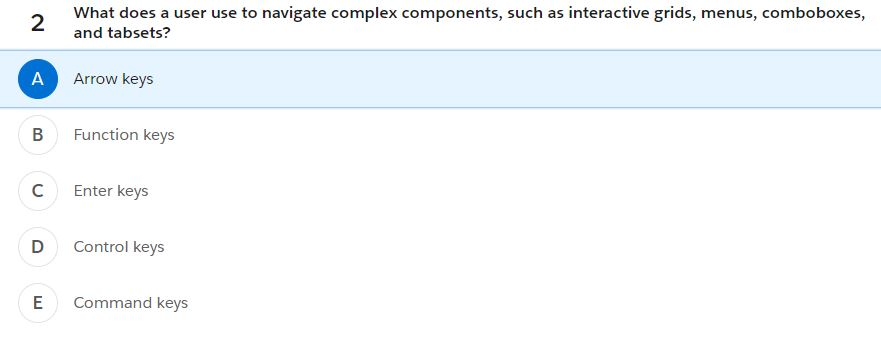 2 What does a user use to navigate complex components, such as interactive grids, menus, comboboxes,
and tabsets?
A Arrow keys
B Function keys
C Enter keys
D Control keys
E Command keys